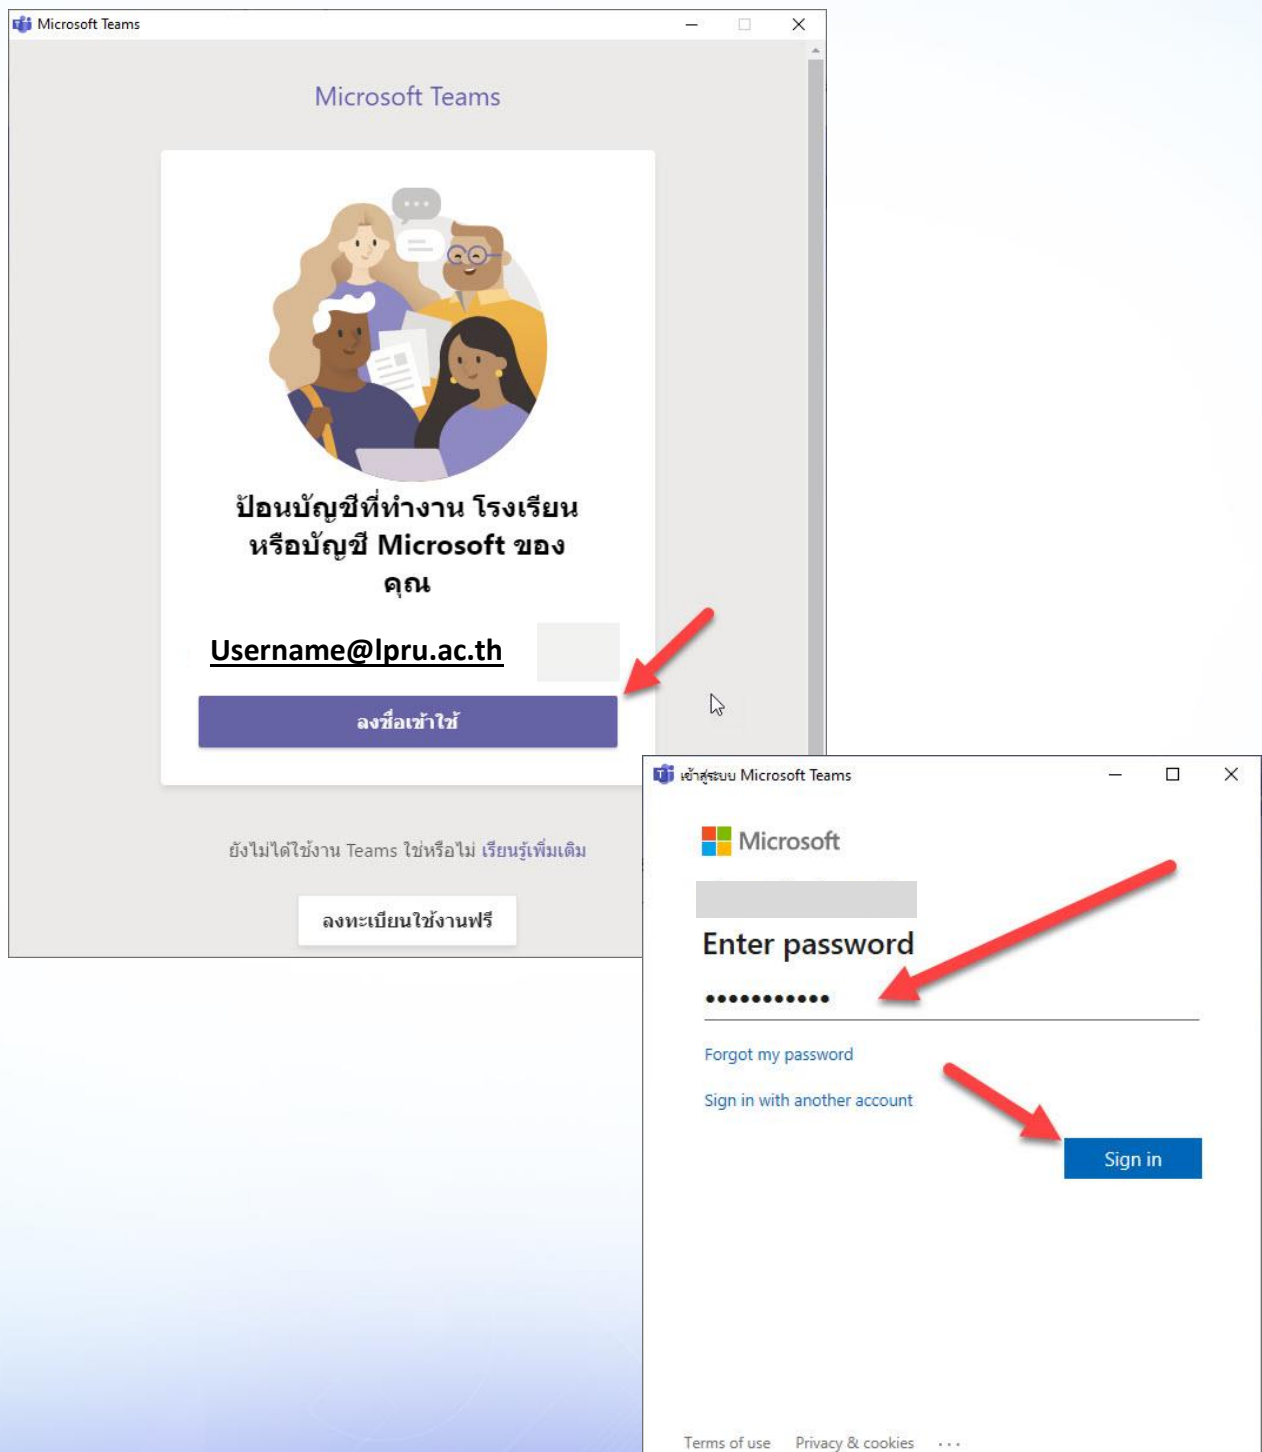 Microsoft Teams
Microsoft Teams
ป้อนบัญชีที่ทำงาน โรงเรียน
หรือบัญชี Microsoft ของ
คุณ
Username@lpru.ac.th
ลงชื่อเข้าใช้
ยังไม่ได้ใช้งาน Teams ใช่หรือไม่ เรียนรู้เพิ่มเติม
ลงทะเบียนใช้งานฟรี
เข้าสู่ระบบ Microsoft Teams
Microsoft
Enter password
•••••••••••
Forgot my password
Sign in with another account
Sign in
Terms of use Privacy & cookies ...